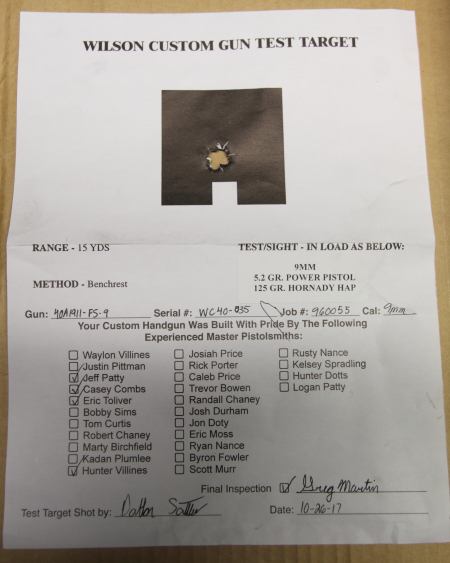 WILSON CUSTOM GUN TEST TARGET
RANGE - 15 YDS
TEST/SIGHT - IN LOAD AS BELOW:
9MM
5.2 GR. POWER PISTOL
METHOD - Benchrest
125 GR. HORNADY HAP
Gun: 40A1911-FS-9 Serial #: WC40-035 Job #: 960055 Cal: 9mm
Your Custom Handgun Was Built With Pride By The Following
Experienced Master Pistolsmiths:
Waylon Villines
Justin Pittman
Jeff Patty
Casey Combs
Eric Toliver
Bobby Sims
Tom Curtis
Robert Chaney
Marty Birchfield
Kadan Plumlee
Hunter Villines
Josiah Price
Rick Porter
Caleb Price
Trevor Bowen
Randall Chaney
Josh Durham
Jon Doty
Eric Moss
Ryan Nance
Byron Fowler
Scott Murr
Rusty Nance
Kelsey Spradling
Hunter Dotts
Logan Patty
Final Inspection Greg Martin
Test Target Shot by: Dalton
Date: 10-26-17